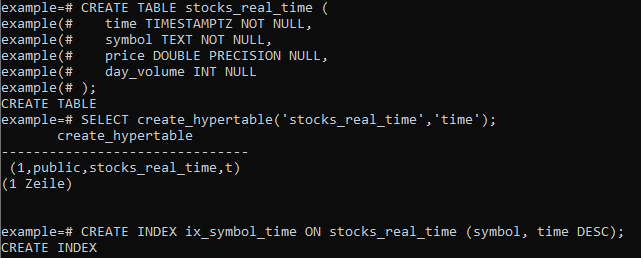 example=# CREATE TABLE stocks_real_time (
example(#    time TIMESTAMPTZ NOT NULL,
example(#    symbol TEXT NOT NULL,
example(#    price DOUBLE PRECISION NULL,
example(#    day_volume INT NULL
example(# );
CREATE TABLE
example=# SELECT create_hypertable('stocks_real_time','time');
       create_hypertable
-------------------------------
 (1,public,stocks_real_time,t)
(1 Zeile)
example=# CREATE INDEX ix_symbol_time ON stocks_real_time (symbol, time DESC);
CREATE INDEX